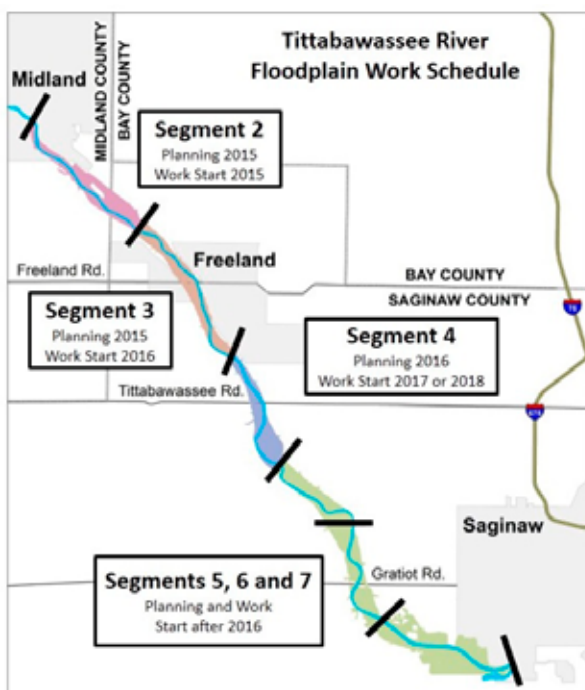 Tittabawassee River
Floodplain Work Schedule
Midland
MIDLAND COUNTY
BAY COUNTY
Segment 2
Planning 2015
Work Start 2015
Freeland
Freeland Rd.
BAY COUNTY
SAGINAW COUNTY
Segment 3
Planning 2015
Work Start 2016
Segment 4
Planning 2016
Work Start 2017 or 2018
Tittabawassee Rd.
75
675
Saginaw
Segments 5, 6 and 7
Planning and Work
Start after 2016
Gratiot Rd.